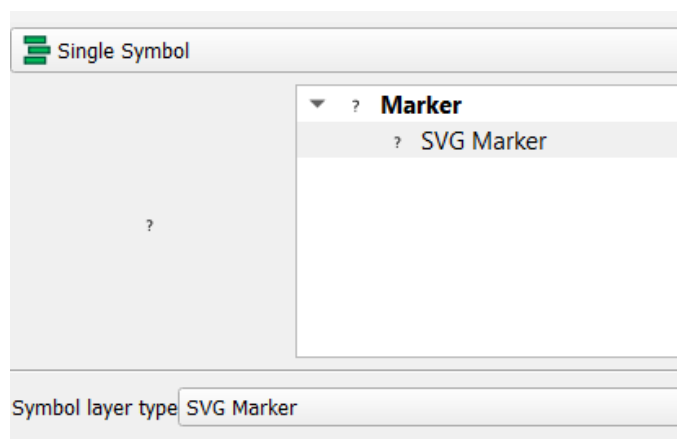 Single Symbol
? Marker
? SVG Marker
?
Symbol layer type SVG Marker